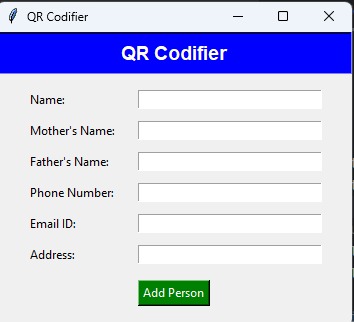 QR Codifier
QR Codifier
Name:
Mother's Name:
Father's Name:
Phone Number:
Email ID:
Address:
Add Person